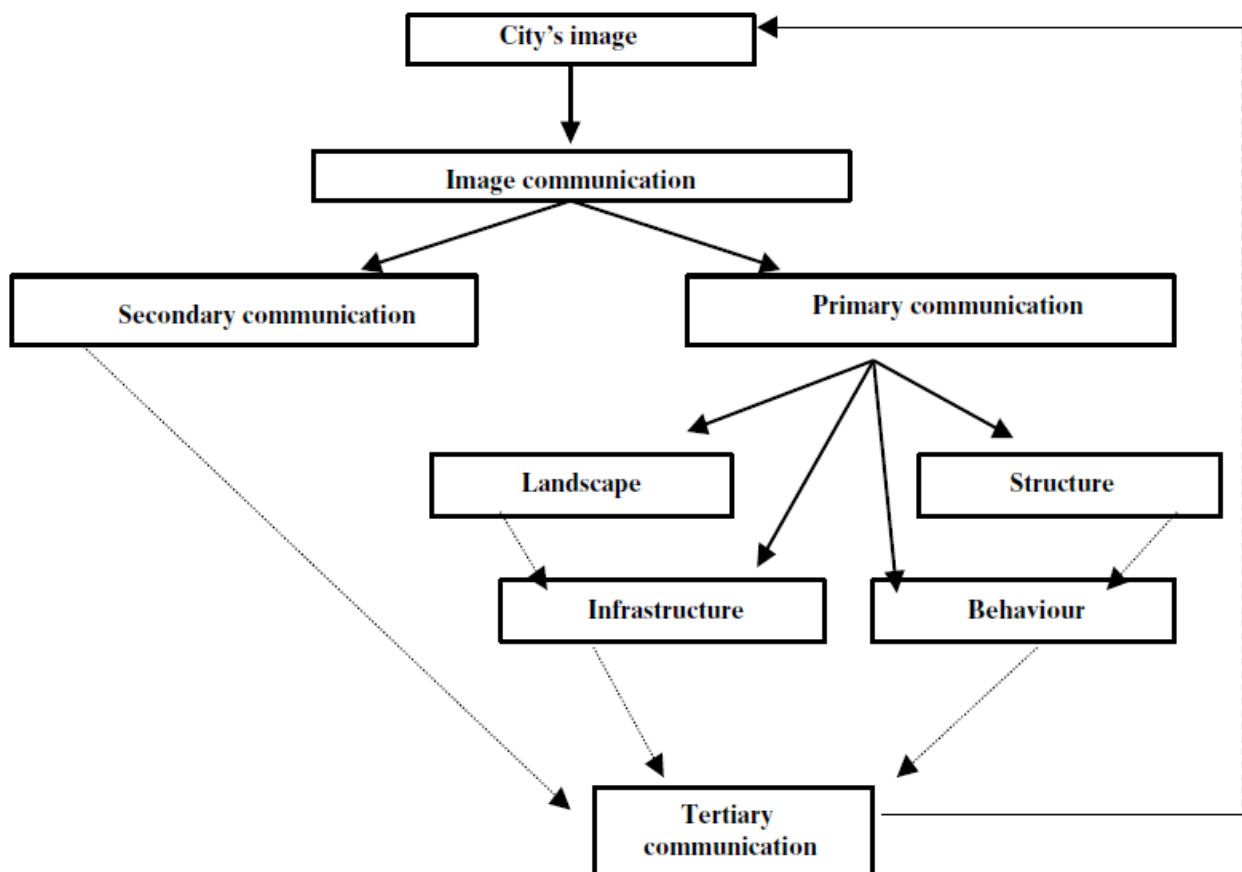 City’s image
Image communication
Secondary communication
Primary communication
Landscape
Structure
Infrastructure
Behaviour
Tertiary
communication